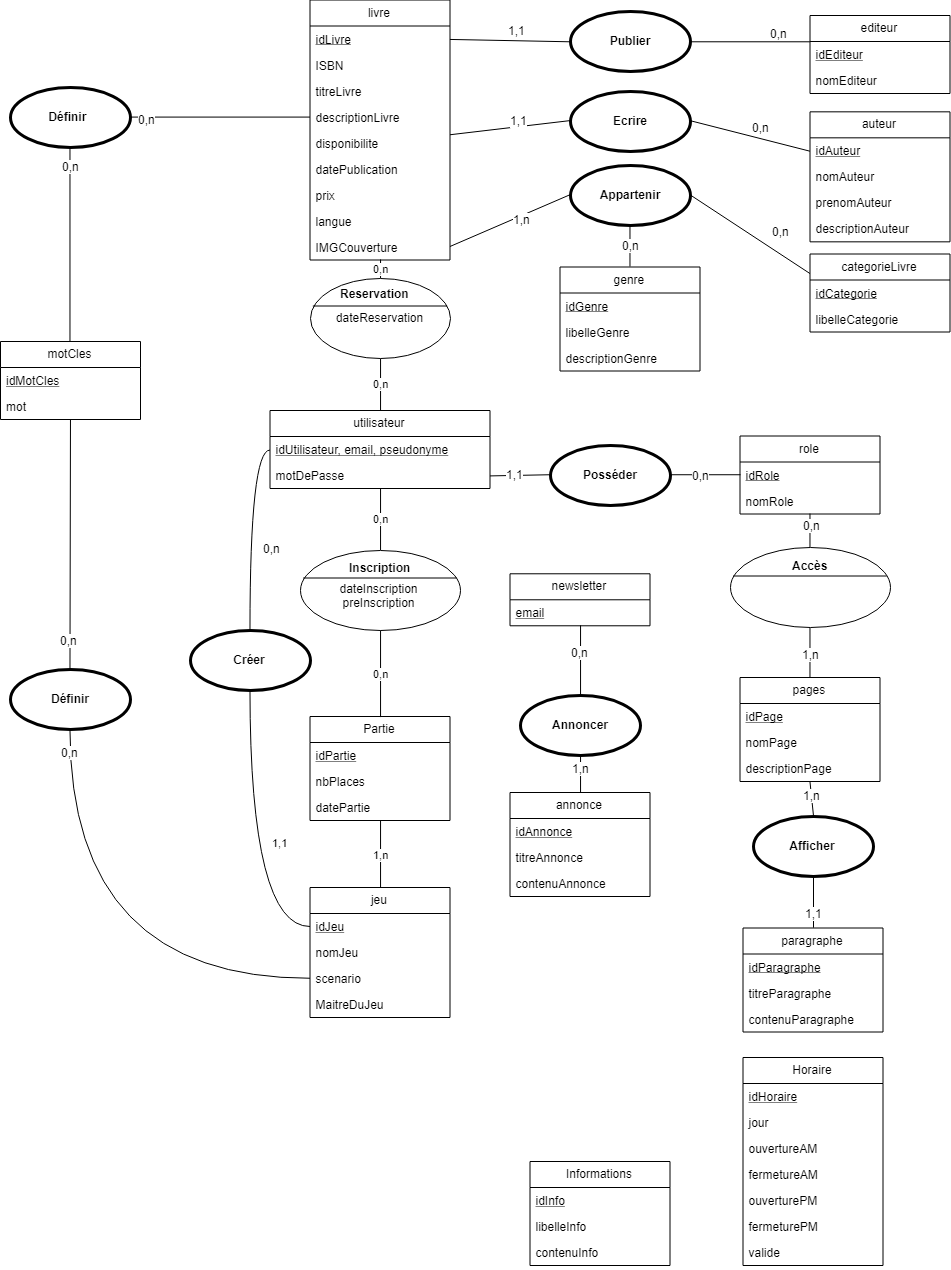 livre
idLivre
ISBN
titreLivre
descriptionLivre
disponibilite
datePublication
prix
langue
IMGCouverture
1,1
Publier
0,n
editeur
idEditeur
nomEditeur
Définir
0,n
0,n
1,1
Ecrire
0,n
auteur
idAuteur
nomAuteur
prenomAuteur
descriptionAuteur
1,n
Appartenir
0,n
0,n
categorieLivre
idCategorie
libelleCategorie
genre
idGenre
libelleGenre
descriptionGenre
0,n
Reservation
dateReservation
0,n
motCles
idMotCles
mot
utilisateur
idUtilisateur, email, pseudonyme
motDePasse
1,1
Posséder
0,n
role
idRole
nomRole
0,n
0,n
0,n
Accès
Inscription
dateInscription
preInscription
newsletter
email
0,n
0,n
Créer
0,n
1,n
Définir
0,n
Partie
idPartie
nbPlaces
datePartie
Annoncer
1,n
pages
idPage
nomPage
descriptionPage
1,n
annonce
idAnnonce
titreAnnonce
contenuAnnonce
1,1
1,n
Afficher
1,1
jeu
idJeu
nomJeu
scenario
MaitreDuJeu
paragraphe
idParagraphe
titreParagraphe
contenuParagraphe
Horaire
idHoraire
jour
ouvertureAM
fermetureAM
ouverturePM
fermeturePM
valide
Informations
idInfo
libelleInfo
contenuInfo